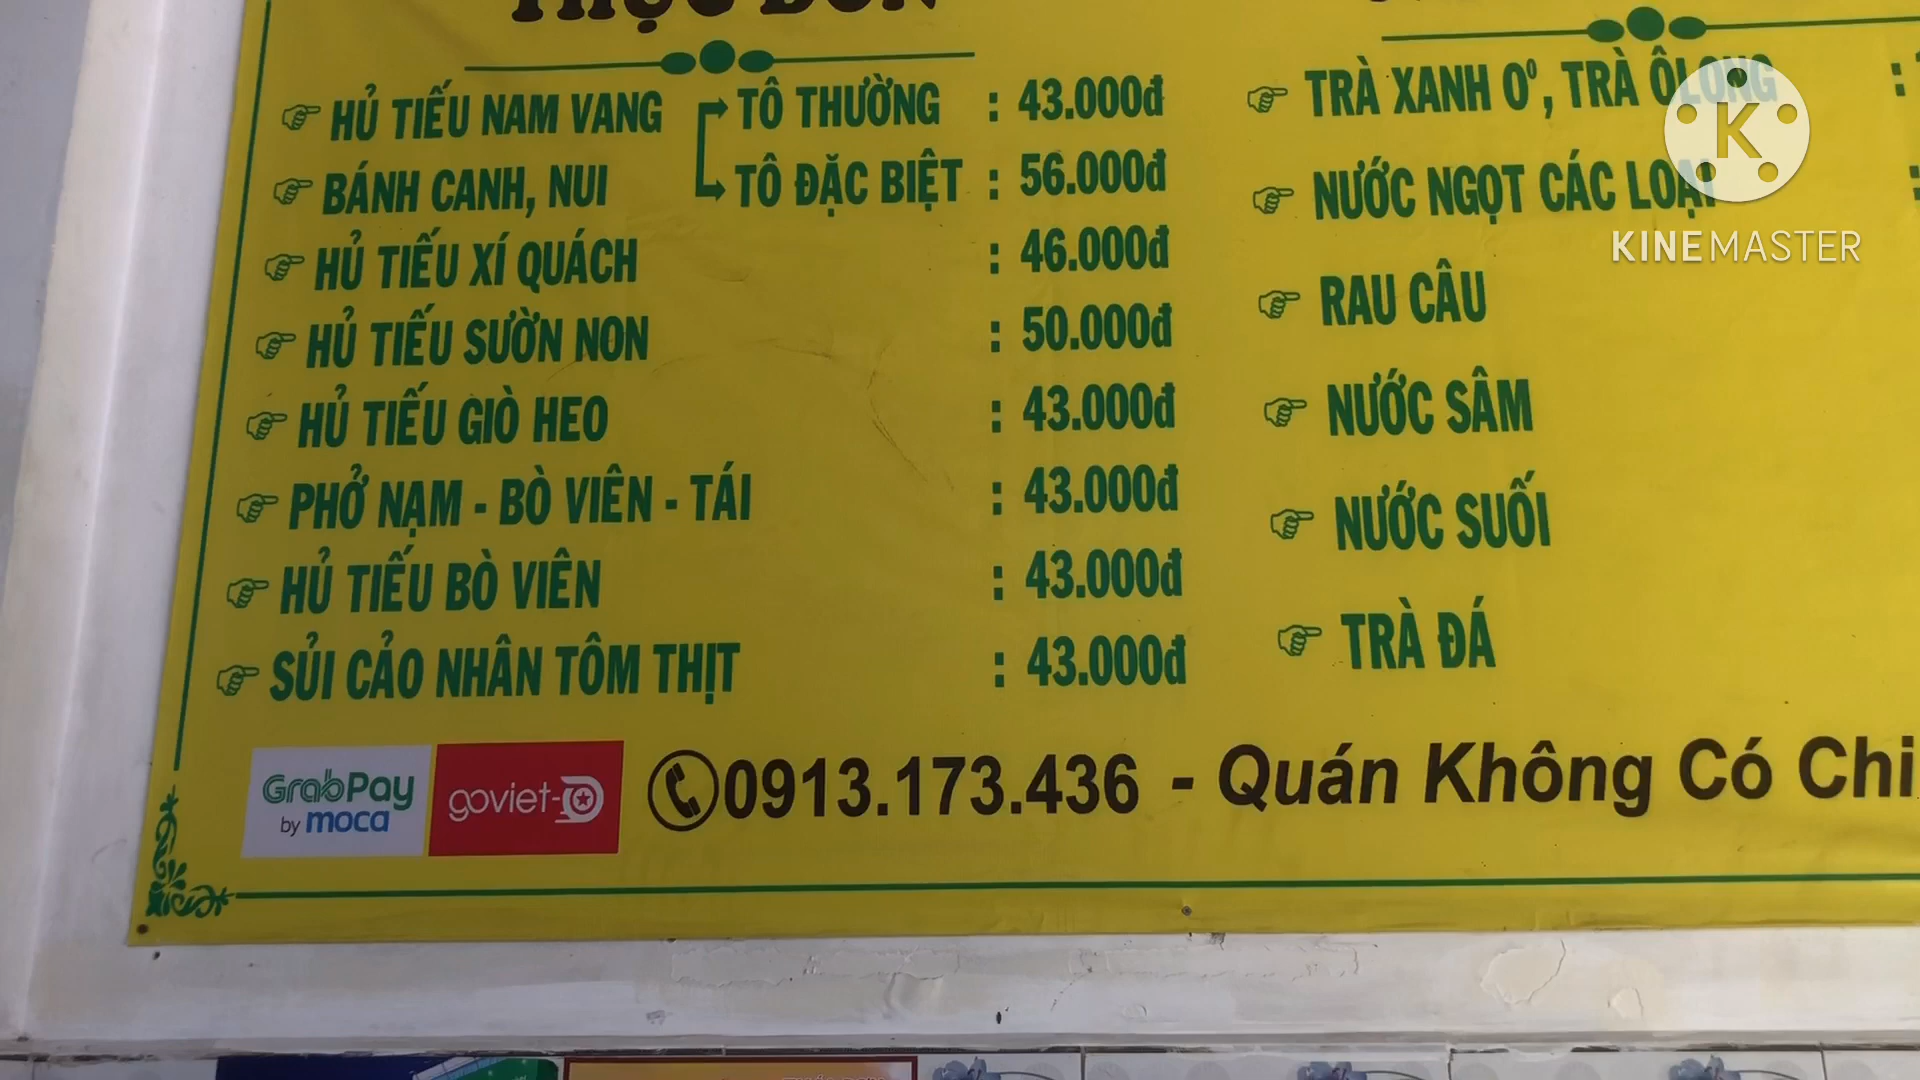 THỰC ĐƠN
HỦ TIẾU NAM VANG TÔ THƯỜNG : 43.000đ
BÁNH CANH, NUI TÔ ĐẶC BIỆT : 56.000đ
HỦ TIẾU XÍ QUÁCH : 46.000đ
HỦ TIẾU SƯỜN NON : 50.000đ
HỦ TIẾU GIÒ HEO : 43.000đ
PHỞ NẠM - BÒ VIÊN - TÁI : 43.000đ
HỦ TIẾU BÒ VIÊN : 43.000đ
SỦI CẢO NHÂN TÔM THỊT : 43.000đ
TRÀ XANH 0⁰, TRÀ ÔLONG :
NƯỚC NGỌT CÁC LOẠI :
RAU CÂU
NƯỚC SÂM
NƯỚC SUỐI
TRÀ ĐÁ
K
KINEMASTER
GrabPay
by moca
goviet
0913.173.436 - Quán Không Có Chi